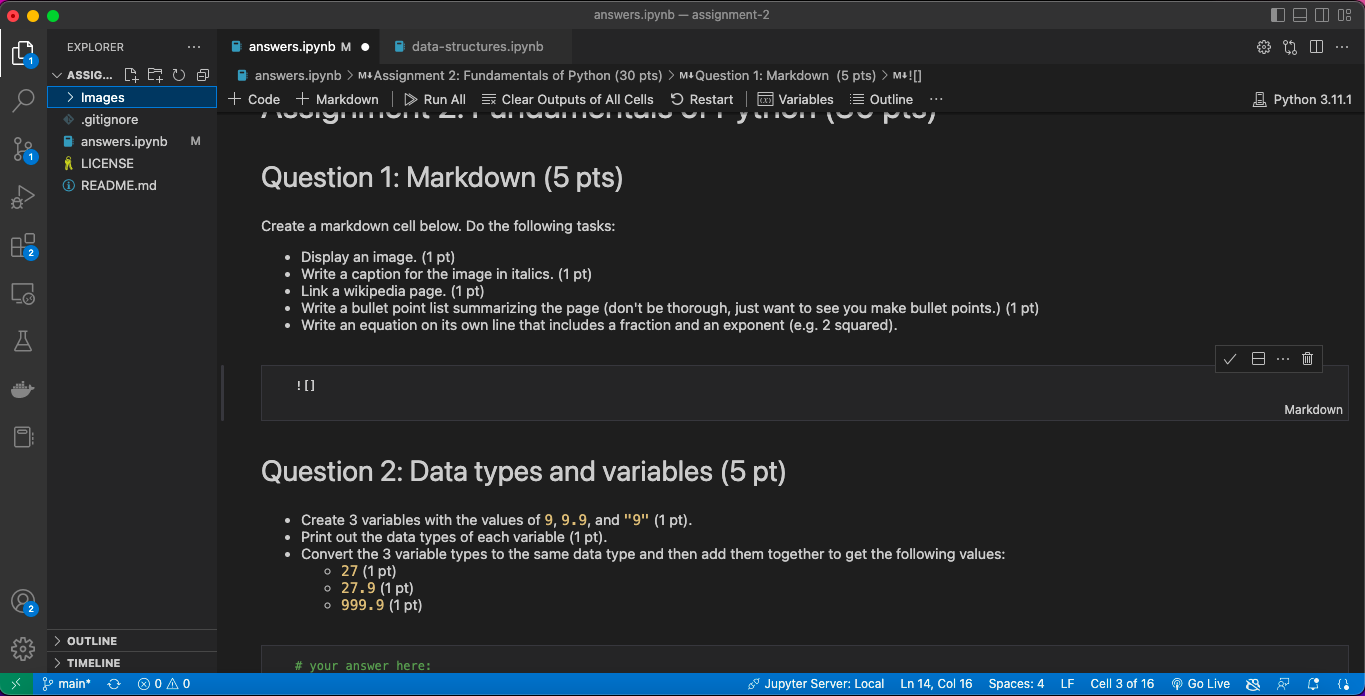 answers.ipynb — assignment-2
EXPLORER
ASSIG...
Images
.gitignore
answers.ipynb M
LICENSE
README.md
OUTLINE
TIMELINE
1
1
2
2
answers.ipynb M
data-structures.ipynb
answers.ipynb > M↓Assignment 2: Fundamentals of Python (30 pts) > M↓Question 1: Markdown (5 pts) > M↓![]
Code Markdown Run All Clear Outputs of All Cells Restart Variables Outline ... Python 3.11.1
Assignment 2: Fundamentals of Python (30 pts)
Question 1: Markdown (5 pts)
Create a markdown cell below. Do the following tasks:
• Display an image. (1 pt)
• Write a caption for the image in italics. (1 pt)
• Link a wikipedia page. (1 pt)
• Write a bullet point list summarizing the page (don't be thorough, just want to see you make bullet points.) (1 pt)
• Write an equation on its own line that includes a fraction and an exponent (e.g. 2 squared).
![]
Markdown
Question 2: Data types and variables (5 pt)
• Create 3 variables with the values of 9, 9.9, and "9" (1 pt).
• Print out the data types of each variable (1 pt).
• Convert the 3 variable types to the same data type and then add them together to get the following values:
◦ 27 (1 pt)
◦ 27.9 (1 pt)
◦ 999.9 (1 pt)
# your answer here:
main* 0 0 Jupyter Server: Local Ln 14, Col 16 Spaces: 4 LF Cell 3 of 16 Go Live